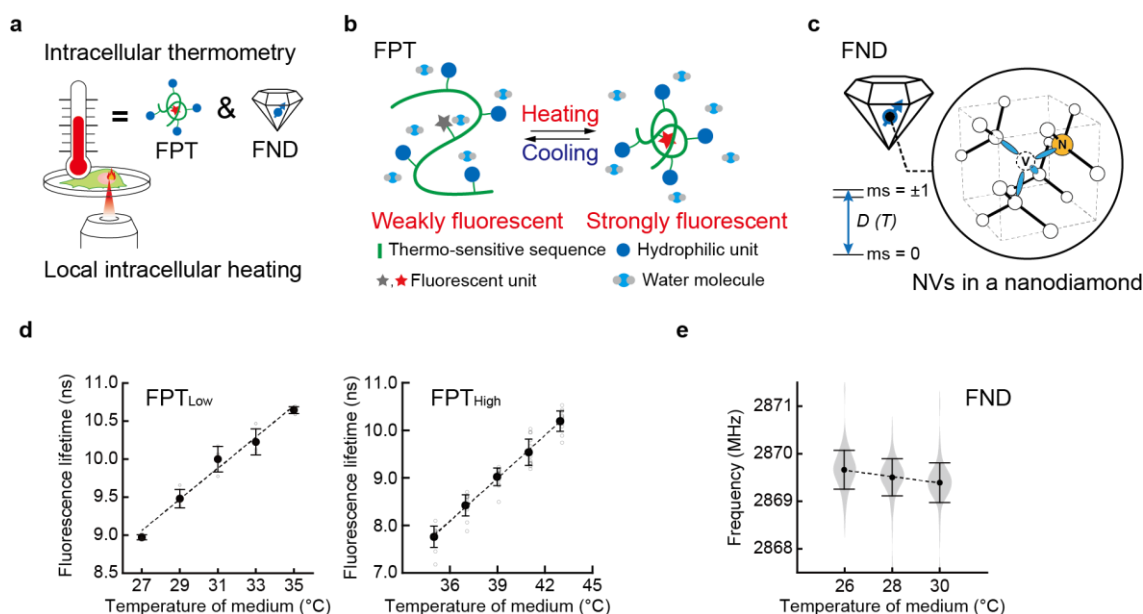 a
Intracellular thermometry
=
&
FPT
FND
Local intracellular heating
b
FPT
Heating
Cooling
Weakly fluorescent
Strongly fluorescent
Thermo-sensitive sequence
Hydrophilic unit
, Fluorescent unit
Water molecule
c
FND
ms = ±1
D (T)
ms = 0
V
N
NVs in a nanodiamond
d
FPTLow
Fluorescence lifetime (ns)
11.0
10.5
10.0
9.5
9.0
8.5
27 29 31 33 35
Temperature of medium (°C)
FPTHigh
Fluorescence lifetime (ns)
11.0
10.0
9.0
8.0
7.0
36 39 42 45
Temperature of medium (°C)
e
FND
Frequency (MHz)
2871
2870
2869
2868
26 28 30
Temperature of medium (°C)